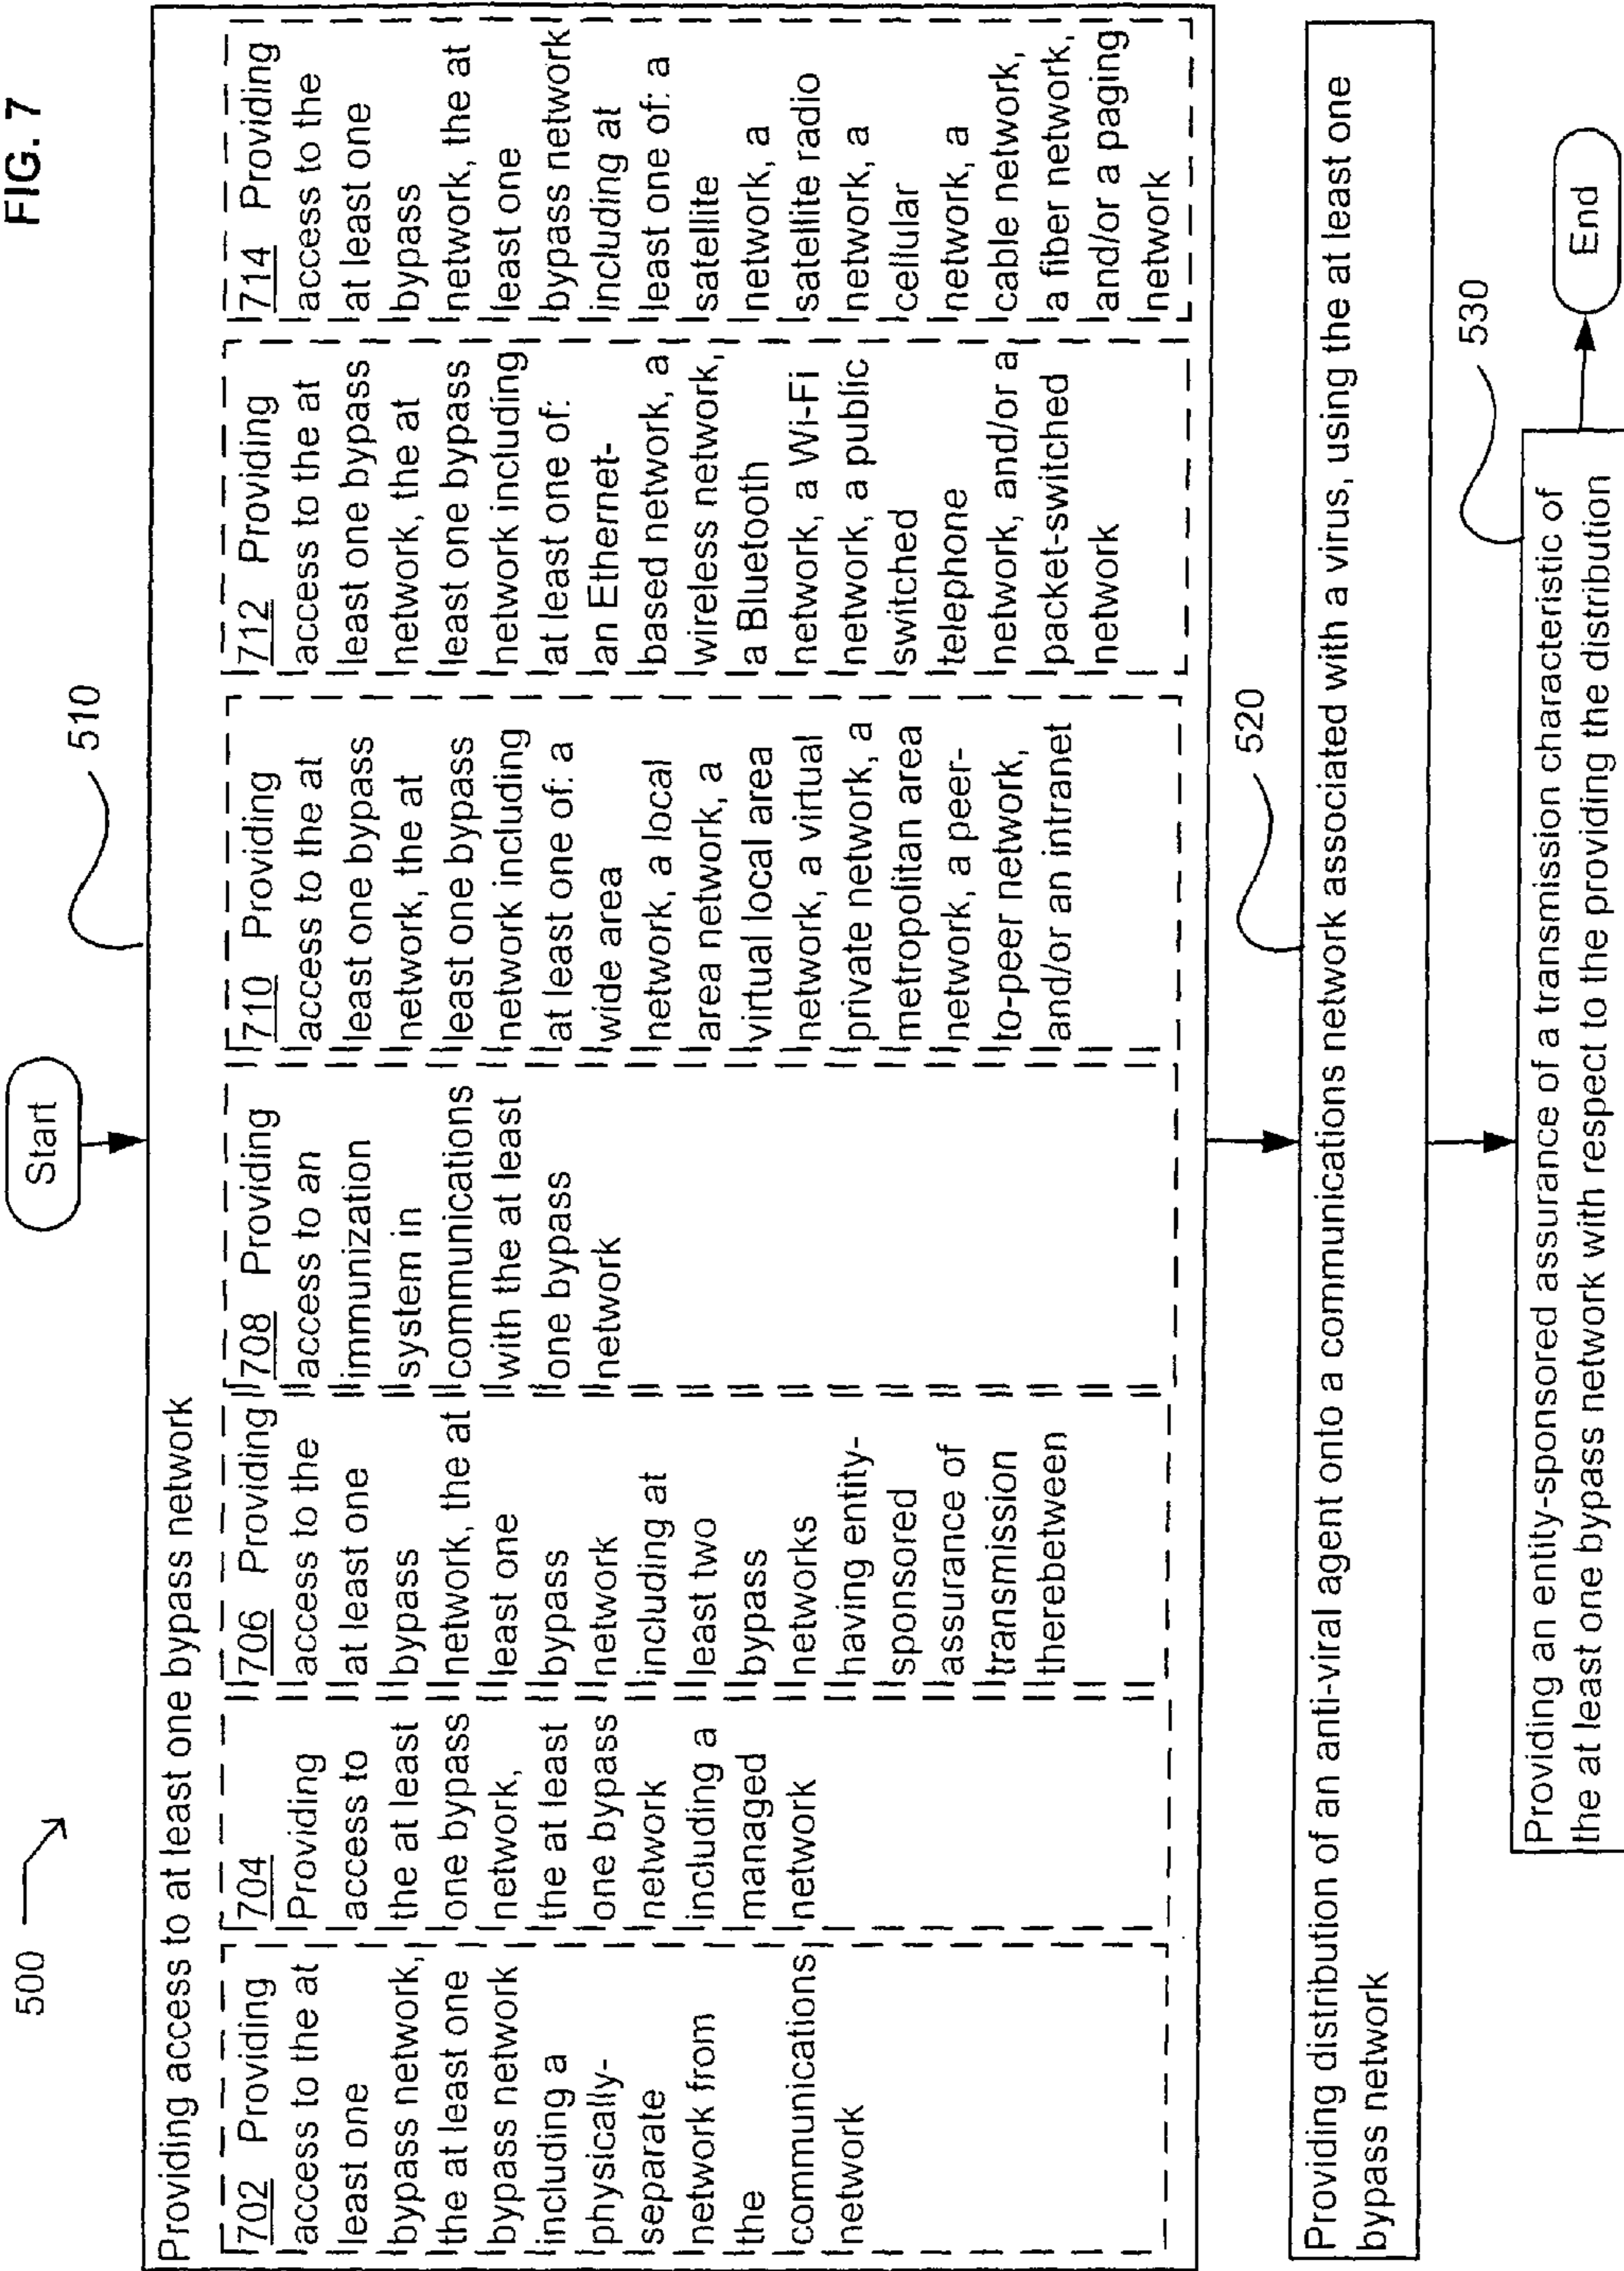 FIG. 7
500
Start
510
Providing access to at least one bypass network
702 Providing
access to the at
least one
bypass network,
the at least one
bypass network
including a
physically-
separate
network from
the
communications
network
704
Providing
access to
the at least
one bypass
network,
the at least
one bypass
network
including a
managed
network
706 Providing
access to the
at least one
bypass
network, the at
least one
bypass
network
including at
least two
bypass
networks
having entity-
sponsored
assurance of
transmission
therebetween
708 Providing
access to an
immunization
system in
communications
with the at least
one bypass
network
710 Providing
access to the at
least one bypass
network, the at
least one bypass
network including
at least one of: a
wide area
network, a local
area network, a
virtual local area
network, a virtual
private network, a
metropolitan area
network, a peer-
to-peer network,
and/or an intranet
712 Providing
access to the at
least one bypass
network, the at
least one bypass
network including
at least one of:
an Ethernet-
based network, a
wireless network,
a Bluetooth
network, a Wi-Fi
network, a public
switched
telephone
network, and/or a
packet-switched
network
714 Providing
access to the
at least one
bypass
network, the at
least one
bypass network
including at
least one of: a
satellite
network, a
satellite radio
network, a
cellular
network, a
cable network,
a fiber network,
and/or a paging
network
520
Providing distribution of an anti-viral agent onto a communications network associated with a virus, using the at least one
bypass network
530
Providing an entity-sponsored assurance of a transmission characteristic of
the at least one bypass network with respect to the providing the distribution
End